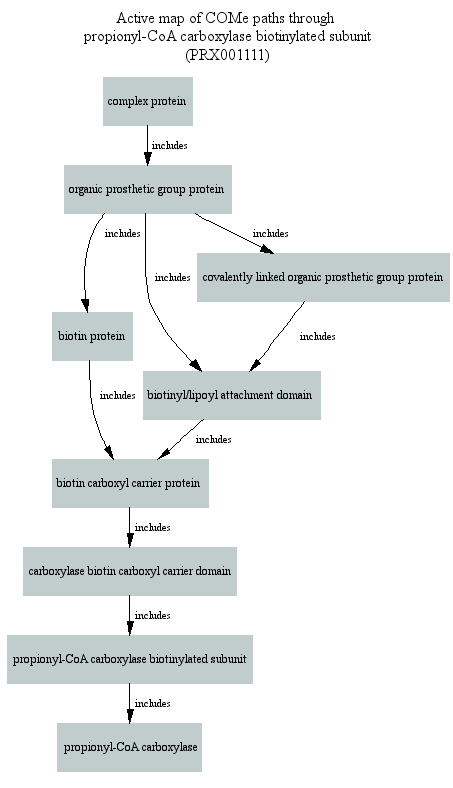 Active map of COMe paths through
propionyl-CoA carboxylase biotinylated subunit
(PRX001111)
complex protein
includes
organic prosthetic group protein
includes
includes
includes
covalently linked organic prosthetic group protein
biotin protein
includes
biotinyl/lipoyl attachment domain
includes
includes
biotin carboxyl carrier protein
includes
carboxylase biotin carboxyl carrier domain
includes
propionyl-CoA carboxylase biotinylated subunit
includes
propionyl-CoA carboxylase